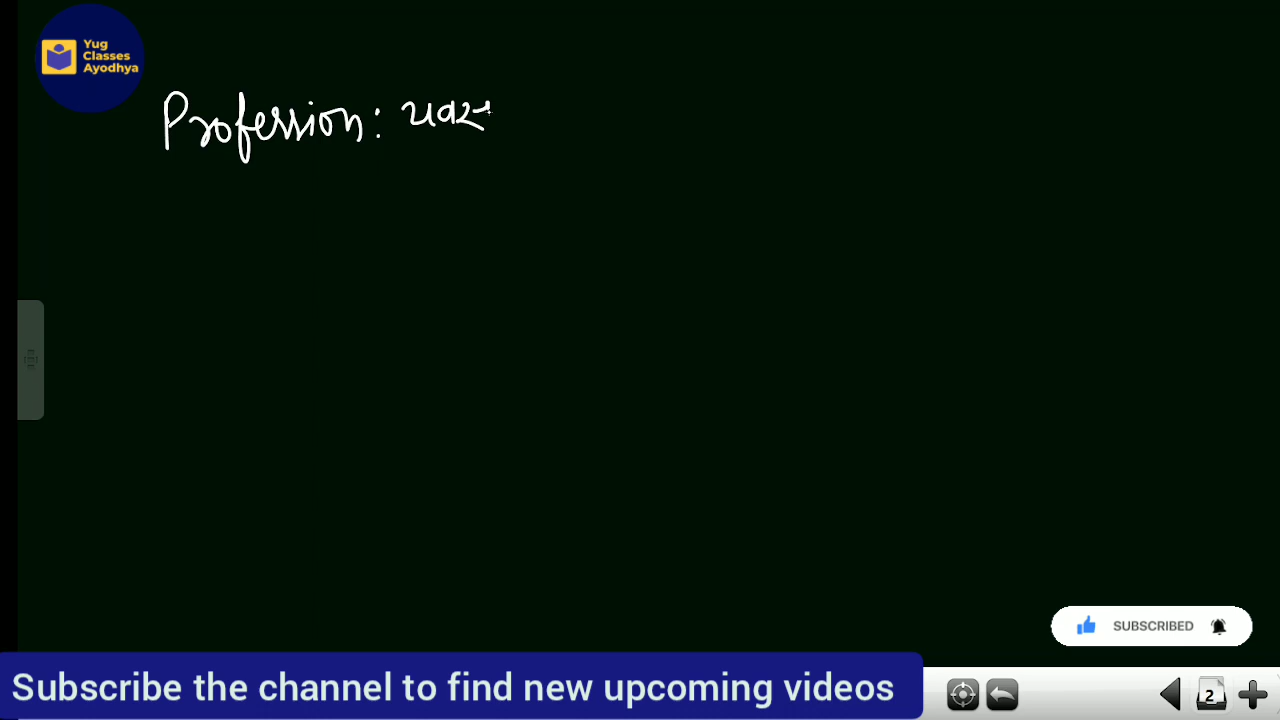 Yug
Classes
Ayodhya
Profession:
SUBSCRIBED
Subscribe the channel to find new upcoming videos
2